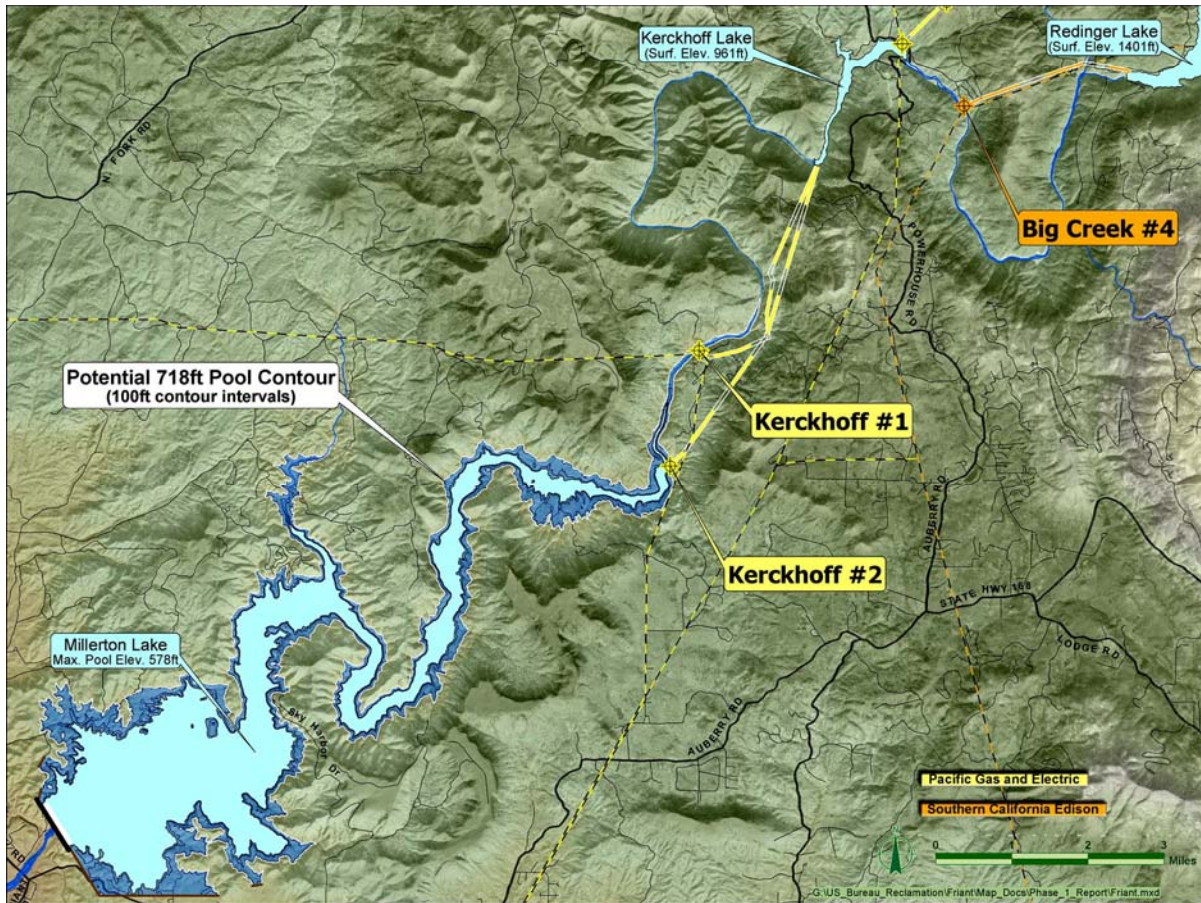 Kerckhoff Lake
(Surf. Elev. 961ft)
Redinger Lake
(Surf. Elev. 1401ft)
N. FORK RD
Big Creek #4
POWERHOUSE RD
Potential 718ft Pool Contour
(100ft contour intervals)
Kerckhoff #1
Kerckhoff #2
AUBERRY RD
STATE HWY 168
LODGE RD
Millerton Lake
Max. Pool Elev. 578ft
Sky Harbor Dr
AUBERRY RD
Pacific Gas and Electric
Southern California Edison
N
0 1 2 3
Miles
RD
G:\US_Bureau_Reclamation\Friant\Map_Docs\Phase_1_Report\Friant.mxd